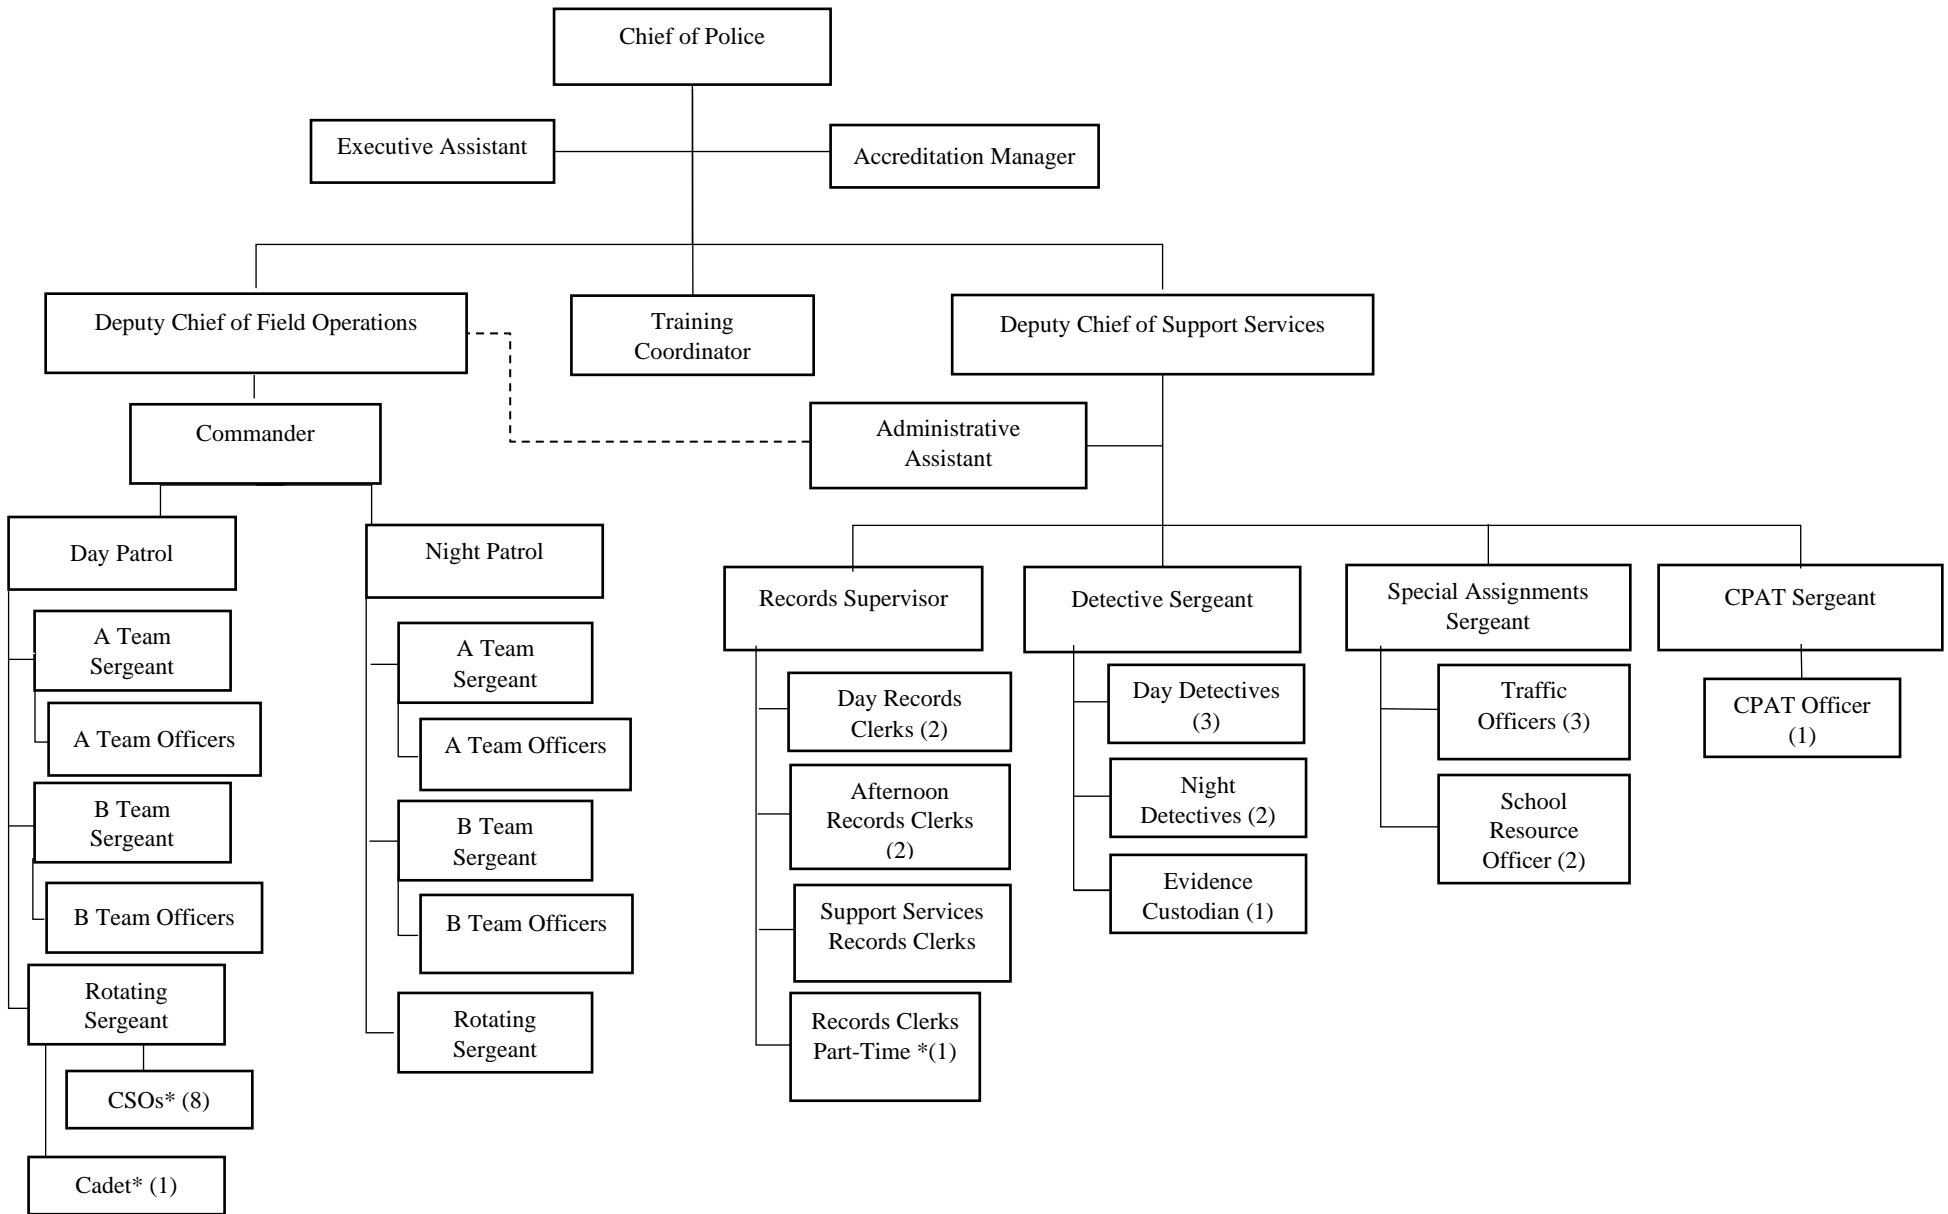 Chief of Police
Executive Assistant
Accreditation Manager
Deputy Chief of Field Operations
Training
Coordinator
Deputy Chief of Support Services
Commander
Administrative
Assistant
Day Patrol
Night Patrol
A Team
Sergeant
A Team Officers
B Team
Sergeant
B Team Officers
Rotating
Sergeant
CSOs* (8)
Cadet* (1)
A Team
Sergeant
A Team Officers
B Team
Sergeant
B Team Officers
Rotating
Sergeant
Records Supervisor
Day Records
Clerks (2)
Afternoon
Records Clerks
(2)
Support Services
Records Clerks
Records Clerks
Part-Time *(1)
Detective Sergeant
Day Detectives
(3)
Night
Detectives (2)
Evidence
Custodian (1)
Special Assignments
Sergeant
Traffic
Officers (3)
School
Resource
Officer (2)
CPAT Sergeant
CPAT Officer
(1)